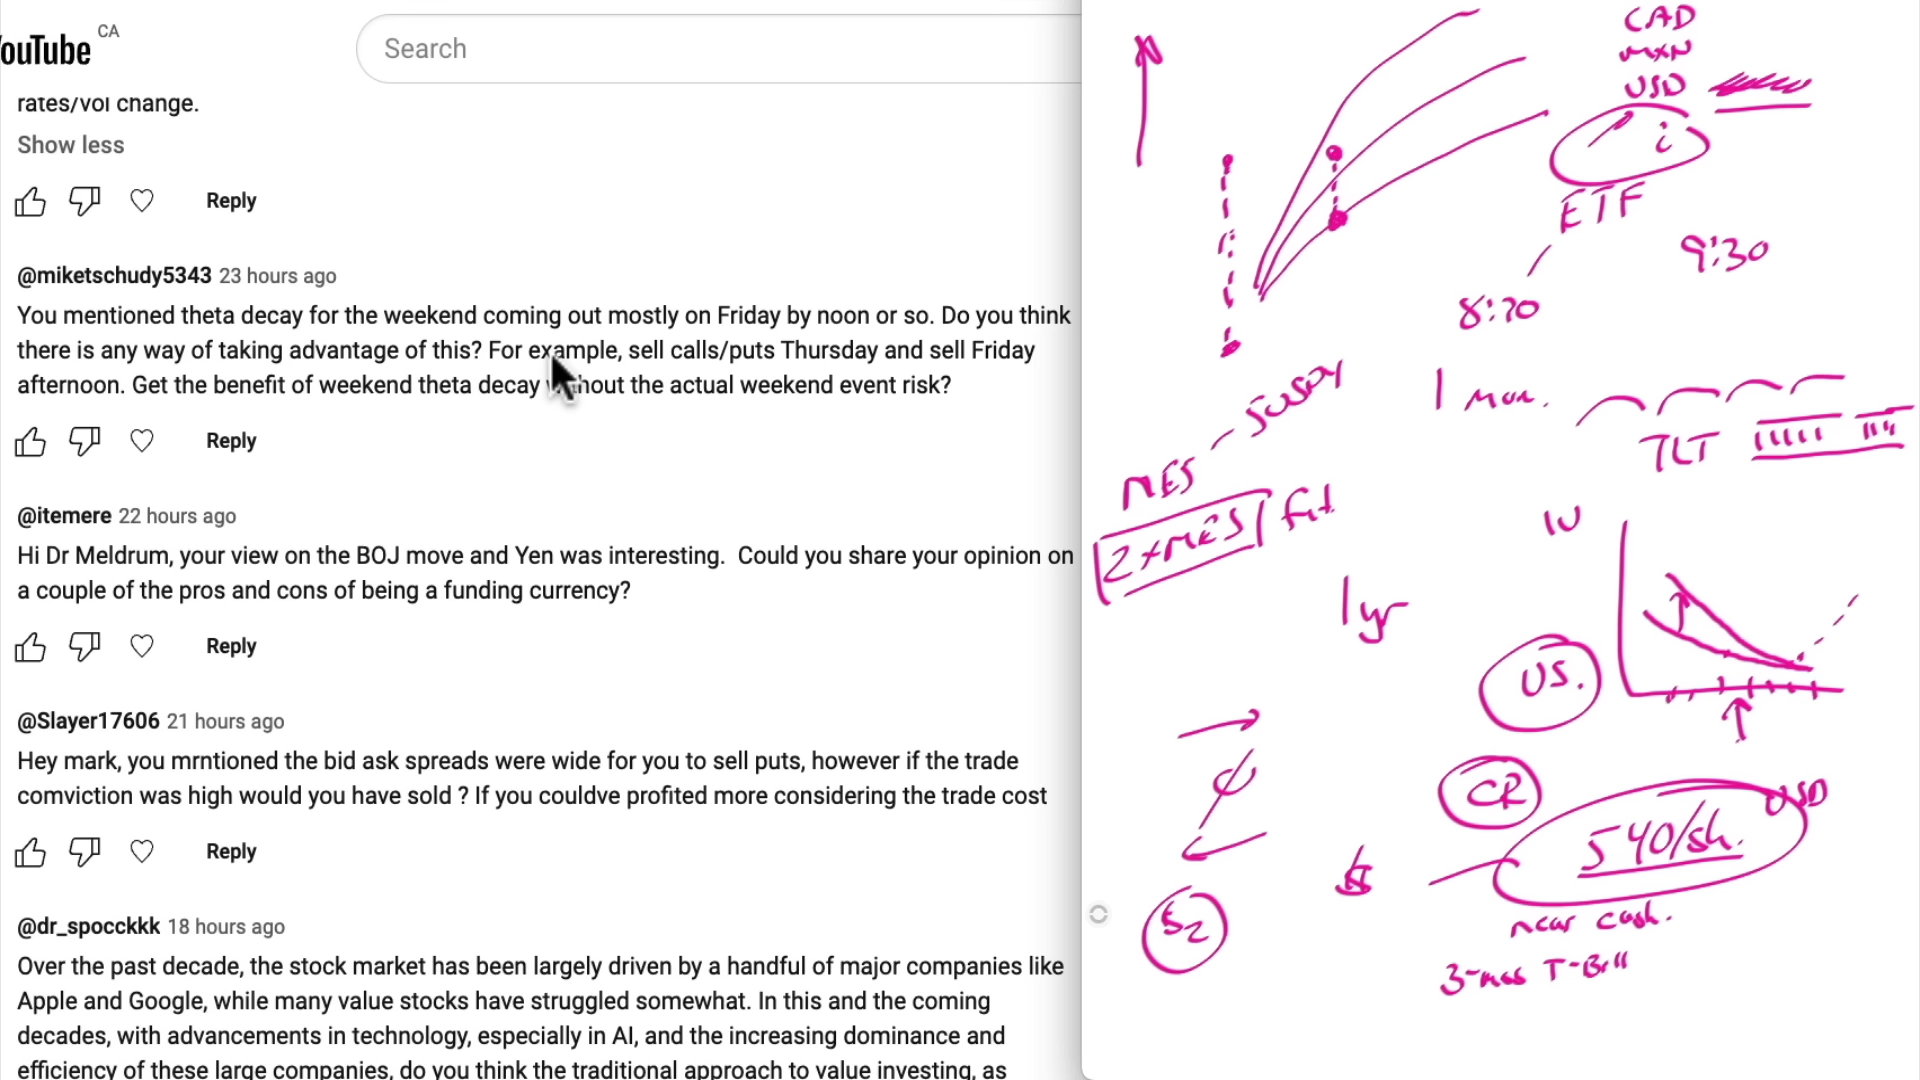 ouTube CA
Search
rates/vol change.
Show less
Reply
@miketschudy5343 23 hours ago
You mentioned theta decay for the weekend coming out mostly on Friday by noon or so. Do you think
there is any way of taking advantage of this? For example, sell calls/puts Thursday and sell Friday
afternoon. Get the benefit of weekend theta decay without the actual weekend event risk?
Reply
@itemere 22 hours ago
Hi Dr Meldrum, your view on the BOJ move and Yen was interesting.  Could you share your opinion on
a couple of the pros and cons of being a funding currency?
Reply
@Slayer17606 21 hours ago
Hey mark, you mrntioned the bid ask spreads were wide for you to sell puts, however if the trade
comviction was high would you have sold ? If you couldve profited more considering the trade cost
Reply
@dr_spocckkk 18 hours ago
Over the past decade, the stock market has been largely driven by a handful of major companies like
Apple and Google, while many value stocks have struggled somewhat. In this and the coming
decades, with advancements in technology, especially in AI, and the increasing dominance and
efficiency of these large companies, do you think the traditional approach to value investing, as
CAD
MXN
USD
i
ETF
9:30
1 mon.
TLT
MES
2xMES
1yr
US.
CR
540/sh.
USD
near cash.
3-mos T-Bill